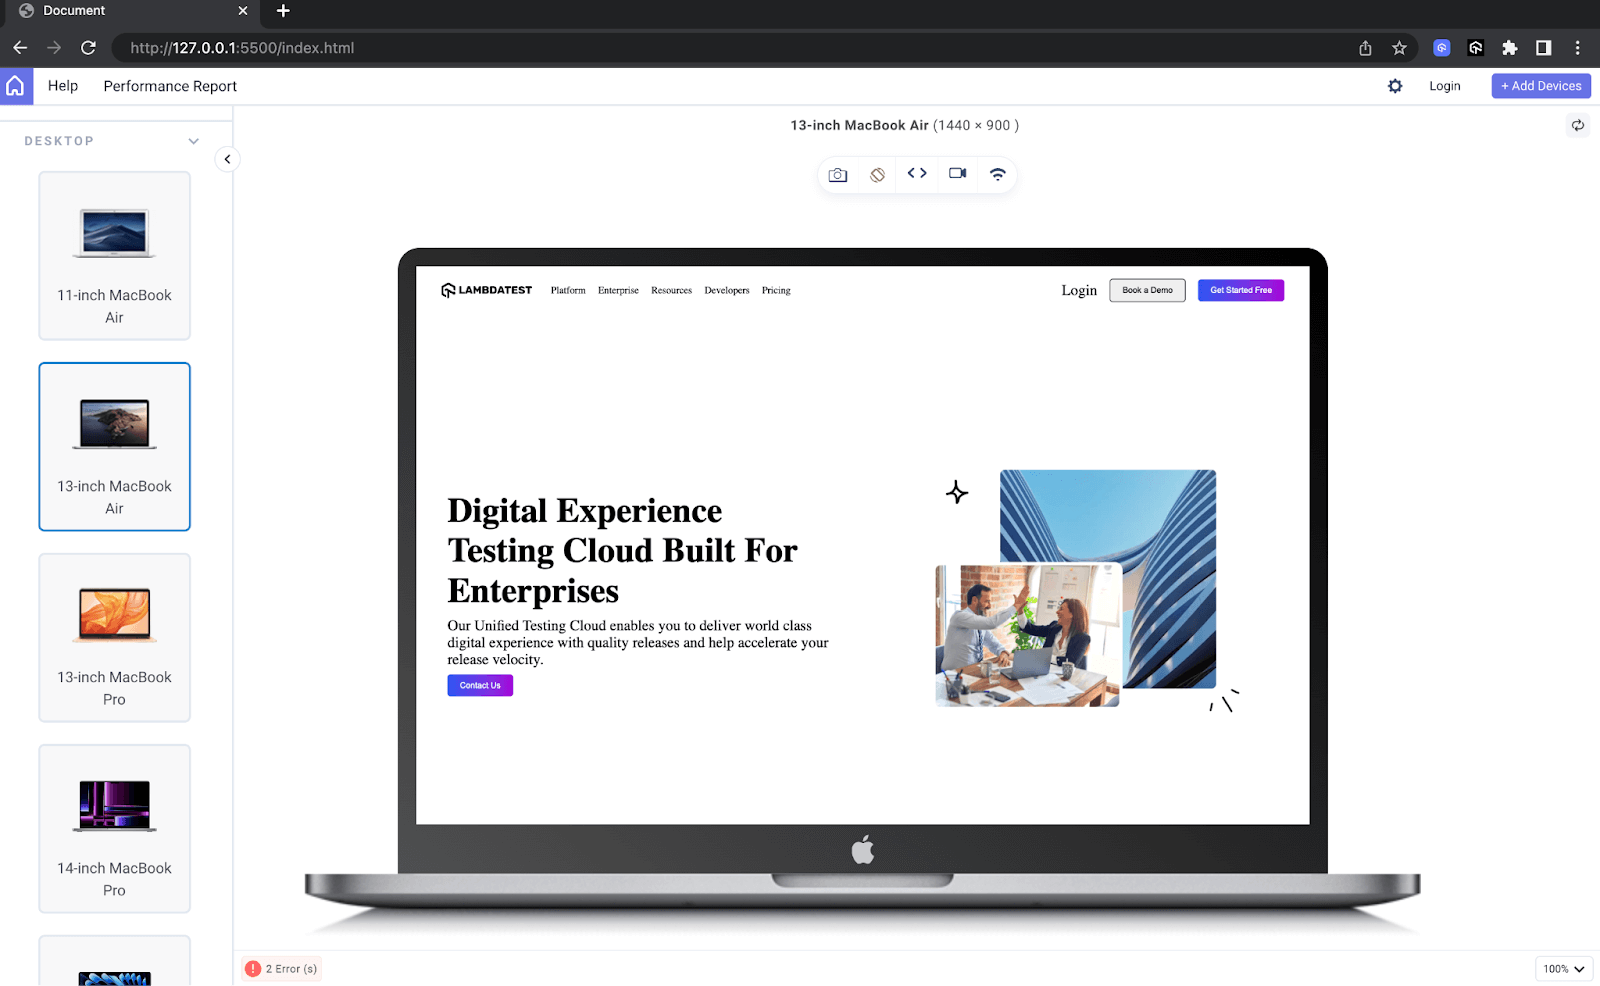 Document
http://127.0.0.1:5500/index.html
Help
Performance Report
Login
+ Add Devices
DESKTOP
11-inch MacBook
Air
13-inch MacBook
Air
13-inch MacBook
Pro
14-inch MacBook
Pro
13-inch MacBook Air (1440 × 900 )
LAMBDATEST
Platform
Enterprise
Resources
Developers
Pricing
Login
Book a Demo
Get Started Free
Digital Experience
Testing Cloud Built For
Enterprises
Our Unified Testing Cloud enables you to deliver world class
digital experience with quality releases and help accelerate your
release velocity.
Contact Us
2 Error (s)
100%